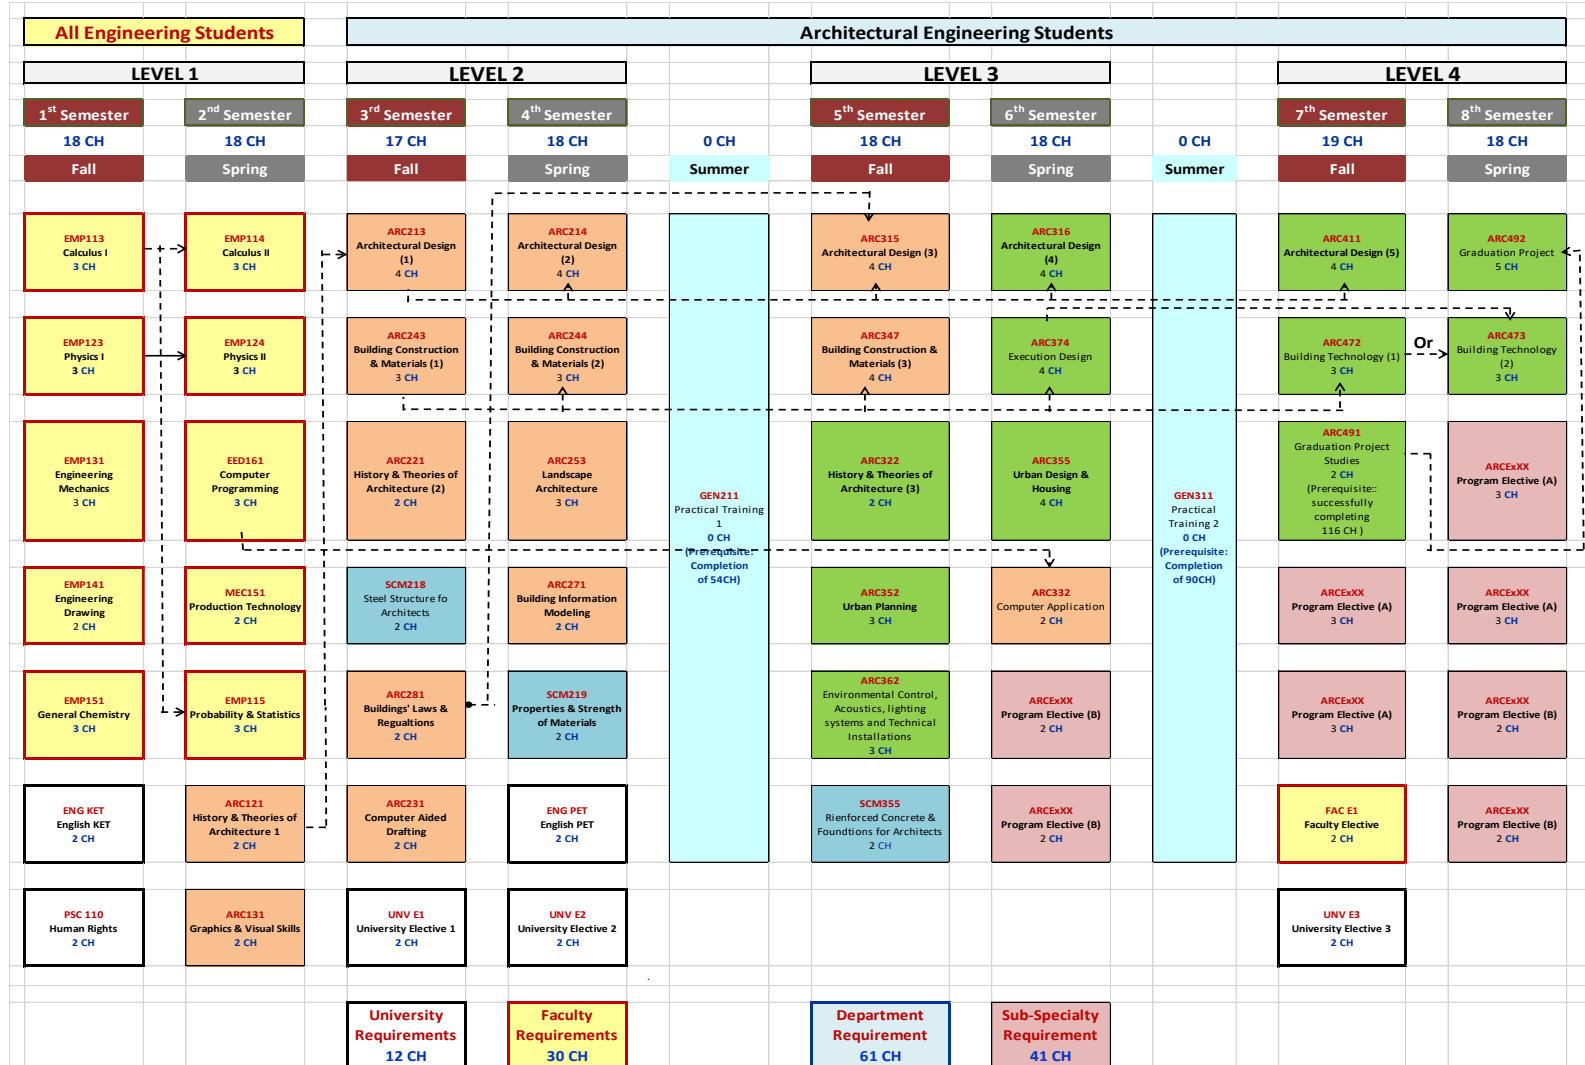 All Engineering Students
Architectural Engineering Students
LEVEL 1
LEVEL 2
LEVEL 3
LEVEL 4
1st Semester
2nd Semester
3rd Semester
4th Semester
5th Semester
6th Semester
7th Semester
8th Semester
18 CH
18 CH
17 CH
18 CH
0 CH
18 CH
18 CH
0 CH
19 CH
18 CH
Fall
Spring
Fall
Spring
Summer
Fall
Spring
Summer
Fall
Spring
EMP113
Calculus I
3 CH
EMP114
Calculus II
3 CH
ARC213
Architectural Design
(1)
4 CH
ARC214
Architectural Design
(2)
4 CH
ARC315
Architectural Design (3)
4 CH
ARC316
Architectural Design
(4)
4 CH
ARC411
Architectural Design (5)
4 CH
ARC492
Graduation Project
5 CH
EMP123
Physics I
3 CH
EMP124
Physics II
3 CH
ARC243
Building Construction
& Materials (1)
3 CH
ARC244
Building Construction
& Materials (2)
3 CH
ARC347
Building Construction &
Materials (3)
4 CH
ARC374
Execution Design
4 CH
ARC472
Building Technology (1)
3 CH
Or
ARC473
Building Technology
(2)
3 CH
EMP131
Engineering
Mechanics
3 CH
EED161
Computer
Programming
3 CH
ARC221
History & Theories of
Architecture (2)
2 CH
ARC253
Landscape
Architecture
3 CH
GEN211
Practical Training
1
0 CH
(Prerequisite:
Completion
of 54CH)
ARC322
History & Theories of
Architecture (3)
2 CH
ARC355
Urban Design &
Housing
4 CH
GEN311
Practical
Training 2
0 CH
(Prerequisite:
Completion
of 90CH)
ARC491
Graduation Project
Studies
2 CH
(Prerequisite::
successfully
completing
116 CH )
ARCExXX
Program Elective (A)
3 CH
EMP141
Engineering
Drawing
2 CH
MEC151
Production Technology
2 CH
SCM218
Steel Structure fo
Architects
2 CH
ARC271
Building Information
Modeling
2 CH
ARC352
Urban Planning
3 CH
ARC332
Computer Application
2 CH
ARCExXX
Program Elective (A)
3 CH
ARCExXX
Program Elective (A)
3 CH
EMP151
General Chemistry
3 CH
EMP115
Probability & Statistics
3 CH
ARC281
Buildings' Laws &
Regualtions
2 CH
SCM219
Properties & Strength
of Materials
2 CH
ARC362
Environmental Control,
Acoustics, lighting
systems and Technical
Installations
3 CH
ARCExXX
Program Elective (B)
2 CH
ARCExXX
Program Elective (A)
3 CH
ARCExXX
Program Elective (B)
2 CH
ENG KET
English KET
2 CH
ARC121
History & Theories of
Architecture 1
2 CH
ARC231
Computer Aided
Drafting
2 CH
ENG PET
English PET
2 CH
SCM355
Rienforced Concrete &
Foundtions for Architects
2 CH
ARCExXX
Program Elective (B)
2 CH
FAC E1
Faculty Elective
2 CH
ARCExXX
Program Elective (B)
2 CH
PSC 110
Human Rights
2 CH
ARC131
Graphics & Visual Skills
2 CH
UNV E1
University Elective 1
2 CH
UNV E2
University Elective 2
2 CH
UNV E3
University Elective 3
2 CH
University
Requirements
12 CH
Faculty
Requirements
30 CH
Department
Requirement
61 CH
Sub-Specialty
Requirement
41 CH